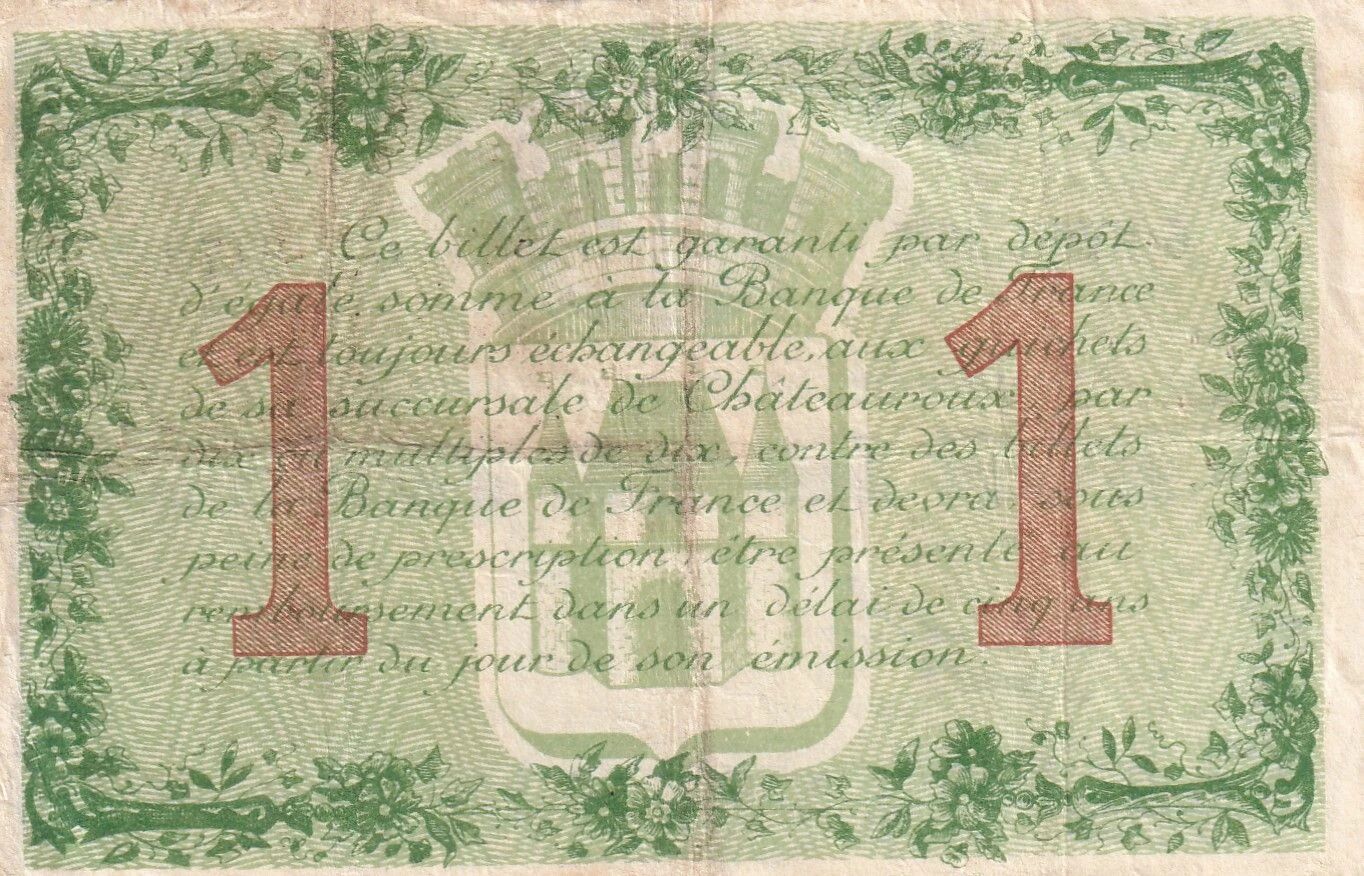 Ce billet est garanti par dépôt
d'égale somme à la Banque de France
et est toujours échangeable, aux guichets
de sa succursale de Châteauroux, par
dix ou multiples de dix, contre des billets
de la Banque de France et devra sous
peine de prescription, être présenté au
remboursement dans un délai de cinq ans
à partir du jour de son émission.
1 1